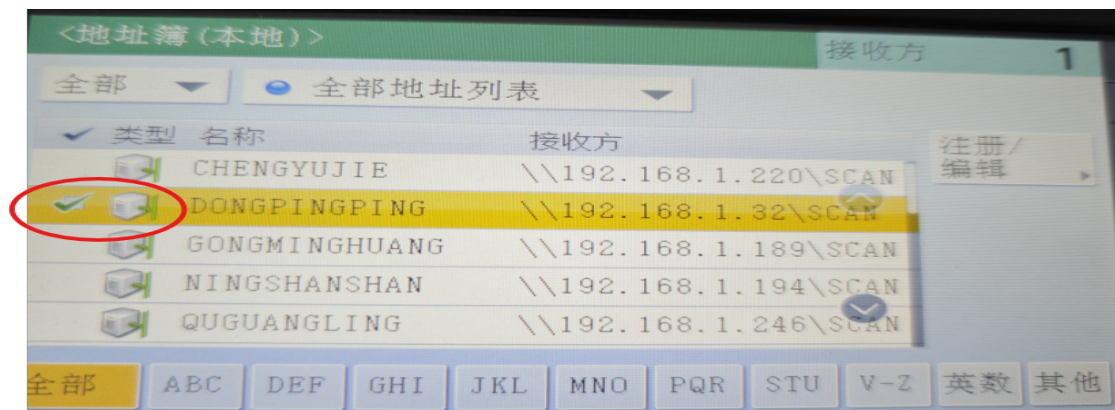 <地址簿(本地)>
接收方 1
全部 全部地址列表
类型 名称 接收方
注册/
编辑
CHENGYUJIE \\192.168.1.220\SCAN
DONGPINGPING \\192.168.1.32\SCAN
GONGMINGHUANG \\192.168.1.189\SCAN
NINGSHANSHAN \\192.168.1.194\SCAN
QUGUANGLING \\192.168.1.246\SCAN
全部 ABC DEF GHI JKL MNO PQR STU V-Z 英数 其他